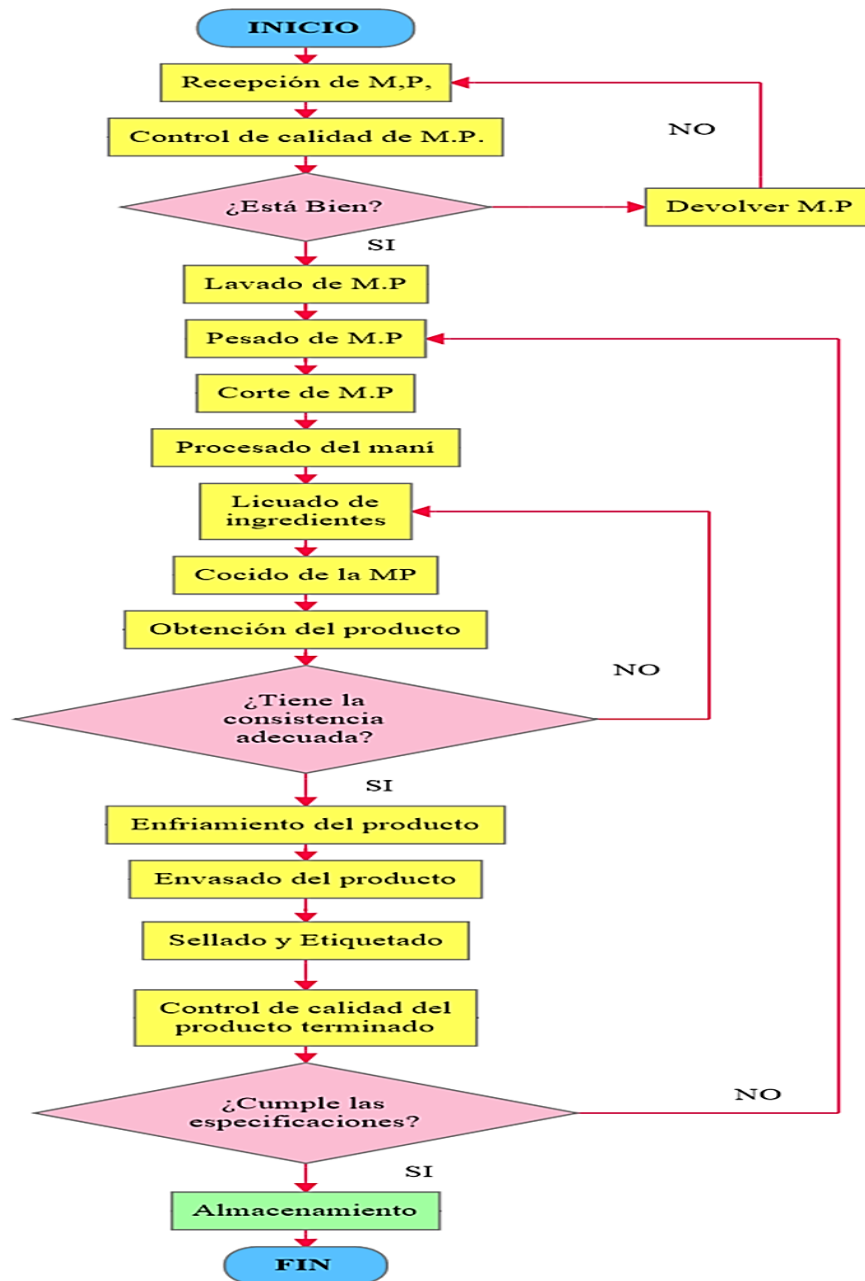 INICIO
Recepción de M,P,
Control de calidad de M.P.
NO
¿Está Bien?
Devolver M.P
SI
Lavado de M.P
Pesado de M.P
Corte de M.P
Procesado del maní
Licuado de
ingredientes
Cocido de la MP
Obtención del producto
NO
¿Tiene la
consistencia
adecuada?
SI
Enfriamiento del producto
Envasado del producto
Sellado y Etiquetado
Control de calidad del
producto terminado
NO
¿Cumple las
especificaciones?
SI
Almacenamiento
FIN